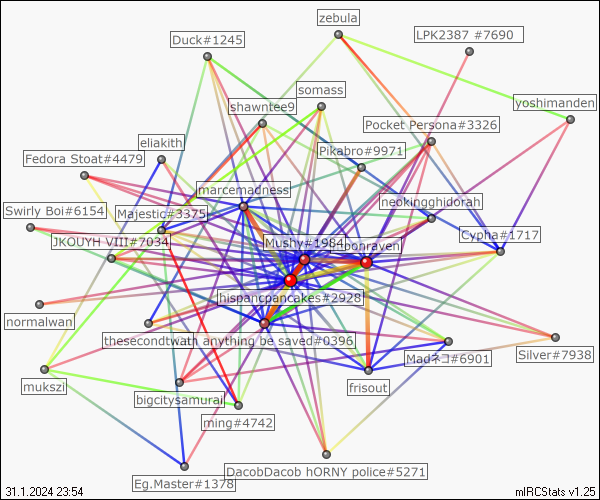 zebula
LPK2387 #7690
Duck#1245
somass
yoshimanden
shawntee9
Pocket Persona#3326
eliakith
Pikabro#9971
Fedora Stoat#4479
marcemadness
neokingghidorah
Swirly Boi#6154
Majestic#3375
Cypha#1717
JKOUYH VIII#7034
Mushy#1984
hispancpancakes#2928
normalwan
thesecondtwath anything be saved#0396
Madネコ#6901
Silver#7938
mukszi
bigcitysamurai
frisout
ming#4742
DacobDacob hORNY police#5271
Eg.Master#1378
31.1.2024 23:54
mIRCStats v1.25